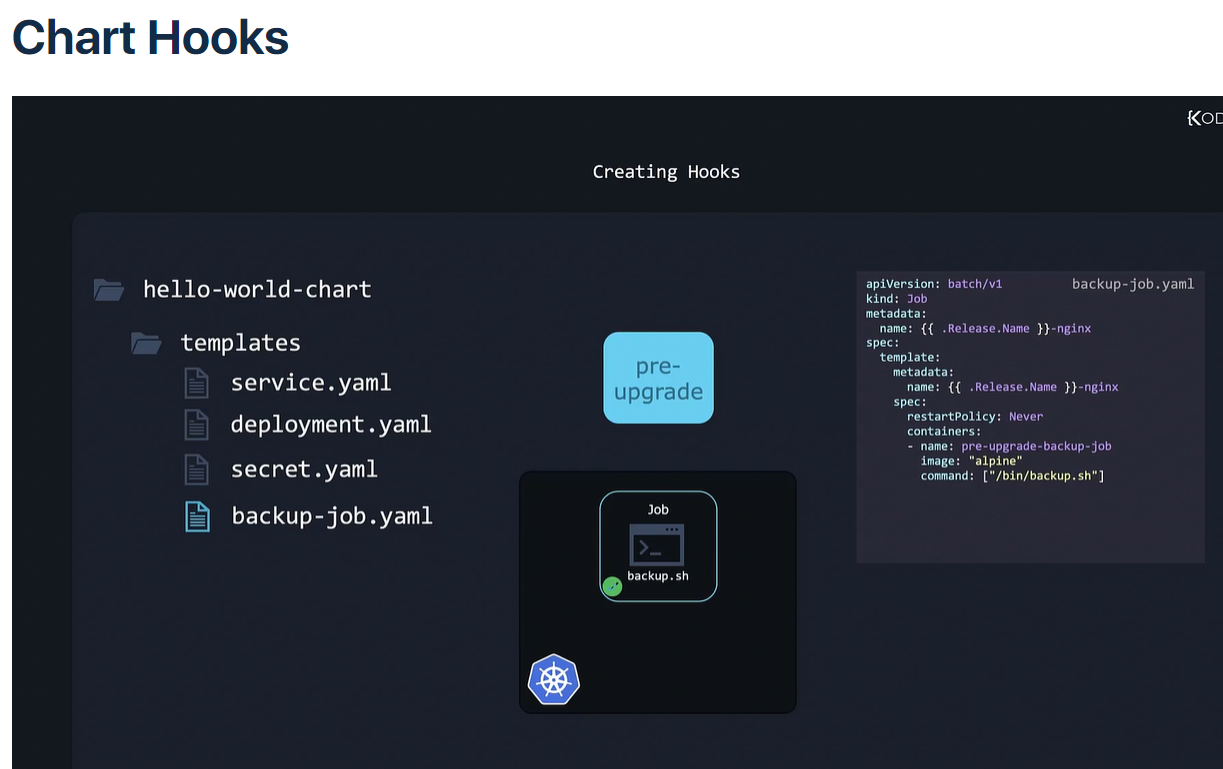 Chart Hooks
{KOD
Creating Hooks
hello-world-chart
templates
service.yaml
deployment.yaml
secret.yaml
backup-job.yaml
pre-
upgrade
Job
>_
backup.sh
backup-job.yaml
apiVersion: batch/v1
kind: Job
metadata:
  name: {{ .Release.Name }}-nginx
spec:
  template:
    metadata:
      name: {{ .Release.Name }}-nginx
    spec:
      restartPolicy: Never
      containers:
      - name: pre-upgrade-backup-job
        image: "alpine"
        command: ["/bin/backup.sh"]